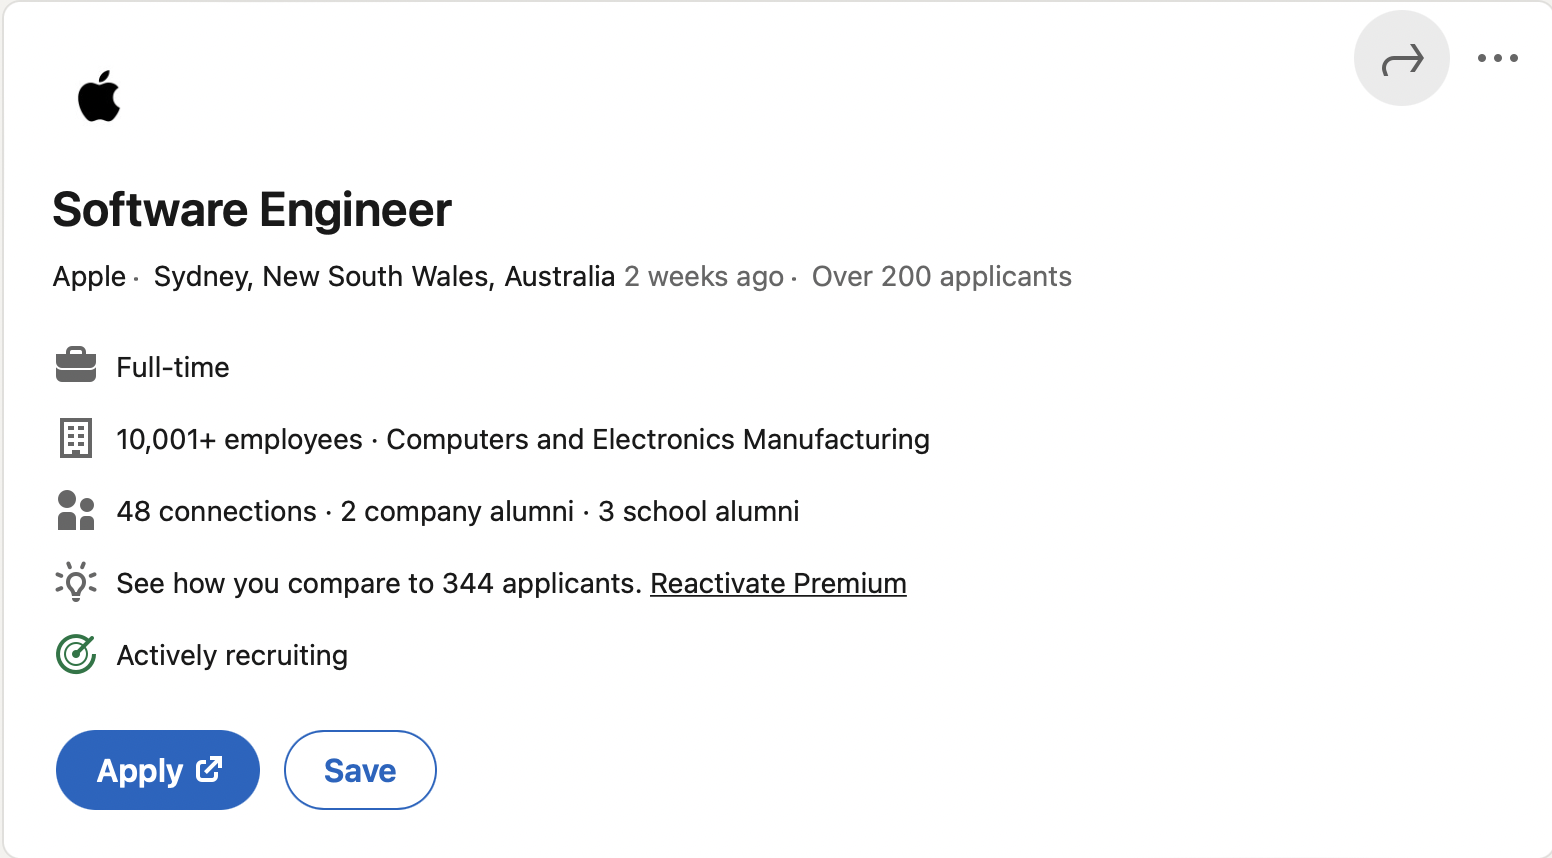 Software Engineer
Apple · Sydney, New South Wales, Australia 2 weeks ago · Over 200 applicants
Full-time
10,001+ employees · Computers and Electronics Manufacturing
48 connections · 2 company alumni · 3 school alumni
See how you compare to 344 applicants. Reactivate Premium
Actively recruiting
Apply
Save